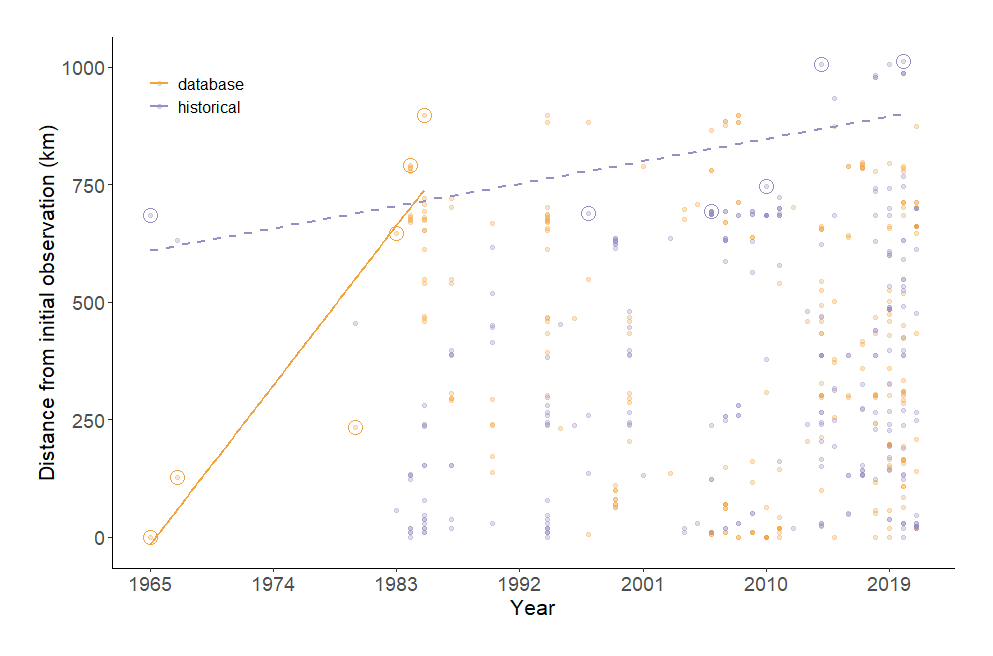 1000
750
500
250
0
Distance from initial observation (km)
database
historical
1965 1974 1983 1992 2001 2010 2019
Year